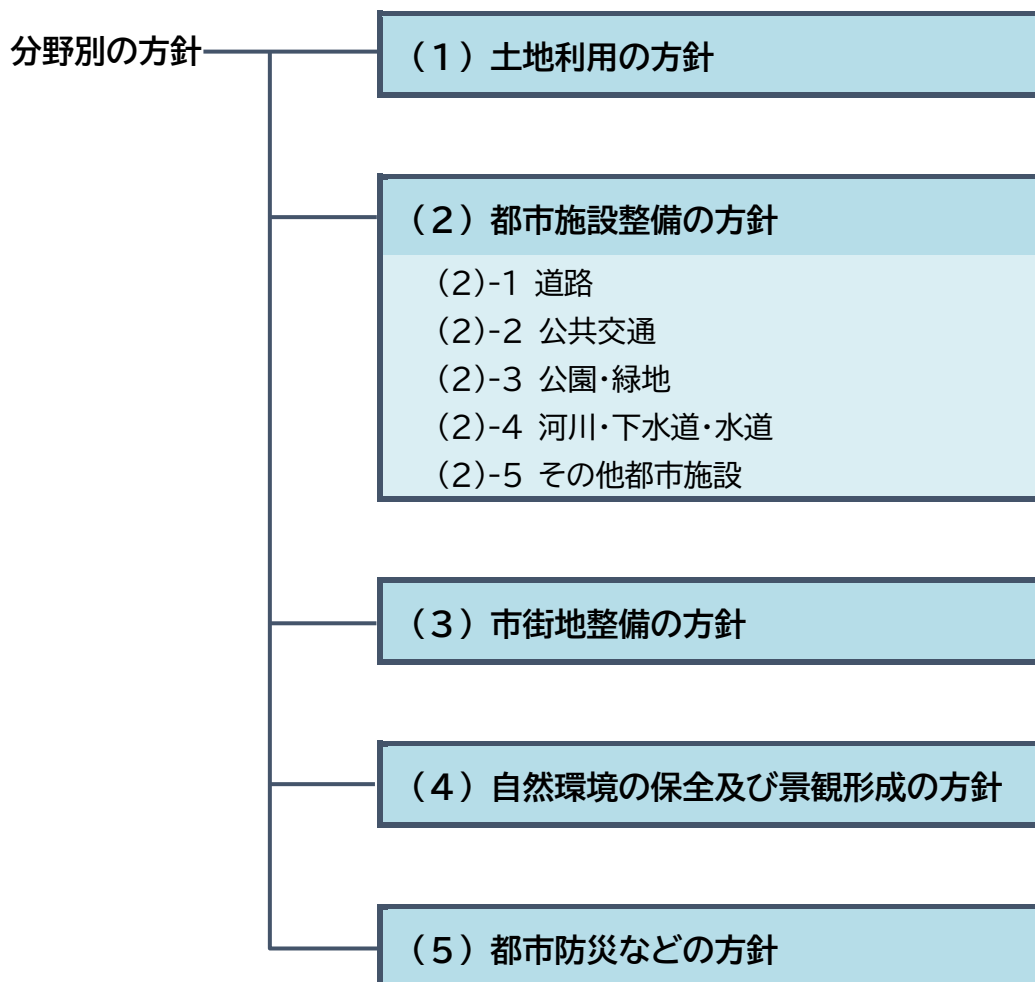 分野別の方針
（1）土地利用の方針
（2）都市施設整備の方針
（2）-1 道路
（2）-2 公共交通
（2）-3 公園・緑地
（2）-4 河川・下水道・水道
（2）-5 その他都市施設
（3）市街地整備の方針
（4）自然環境の保全及び景観形成の方針
（5）都市防災などの方針